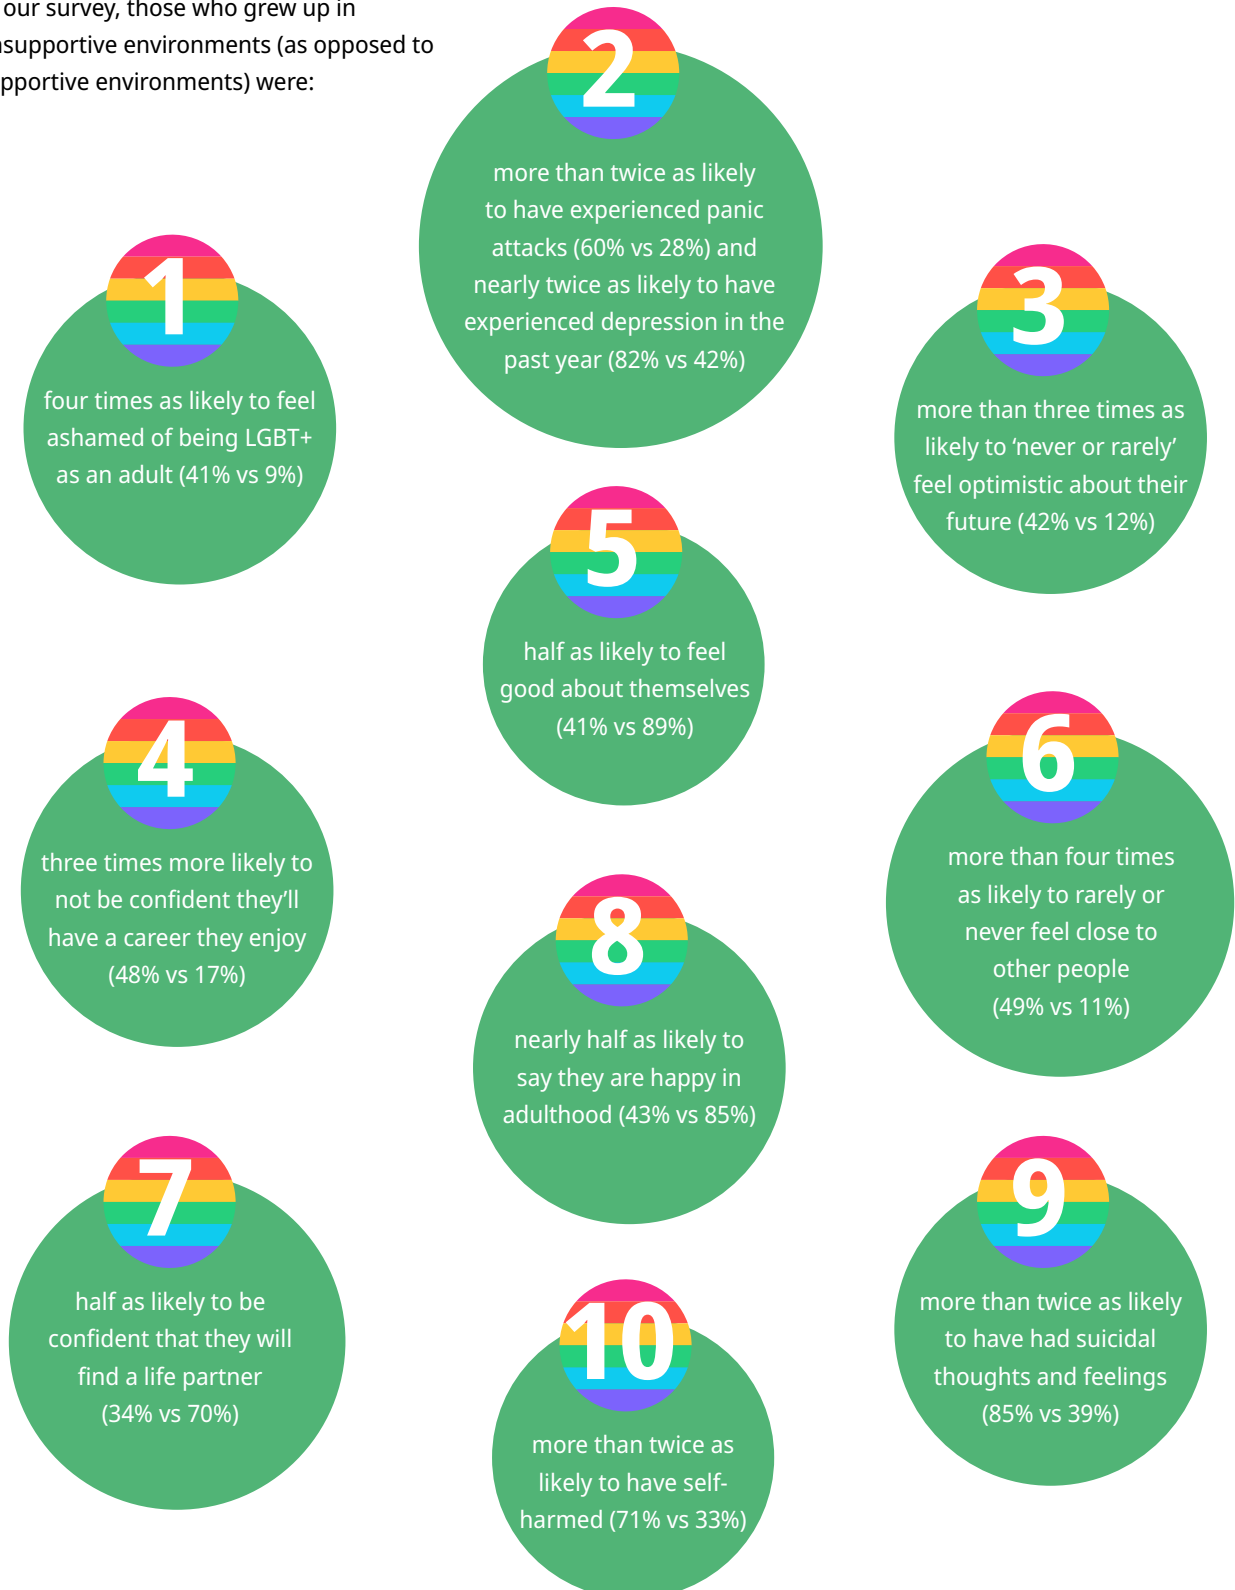 our survey, those who grew up in
supportive environments (as opposed to
pportive environments) were:
1
four times as likely to feel
ashamed of being LGBT+
as an adult (41% vs 9%)
2
more than twice as likely
to have experienced panic
attacks (60% vs 28%) and
nearly twice as likely to have
experienced depression in the
past year (82% vs 42%)
3
more than three times as
likely to ‘never or rarely’
feel optimistic about their
future (42% vs 12%)
4
three times more likely to
not be confident they’ll
have a career they enjoy
(48% vs 17%)
5
half as likely to feel
good about themselves
(41% vs 89%)
6
more than four times
as likely to rarely or
never feel close to
other people
(49% vs 11%)
7
half as likely to be
confident that they will
find a life partner
(34% vs 70%)
8
nearly half as likely to
say they are happy in
adulthood (43% vs 85%)
9
more than twice as likely
to have had suicidal
thoughts and feelings
(85% vs 39%)
10
more than twice as
likely to have self-
harmed (71% vs 33%)